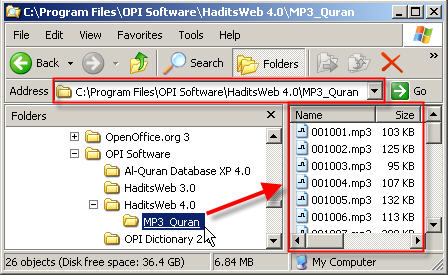 C:\Program Files\OPI Software\HaditsWeb 4.0\MP3_Quran
File Edit View Favorites Tools Help
Back Search Folders
Address C:\Program Files\OPI Software\HaditsWeb 4.0\MP3_Quran Go
Folders
OpenOffice.org 3
OPI Software
Al-Quran Database XP 4.0
HaditsWeb 3.0
HaditsWeb 4.0
MP3_Quran
OPI Dictionary 2
Name Size
001001.mp3 103 KB
001002.mp3 125 KB
001003.mp3 95 KB
001004.mp3 107 KB
001005.mp3 132 KB
001006.mp3 113 KB
26 objects (Disk free space: 36.4 GB) 6.84 MB My Computer